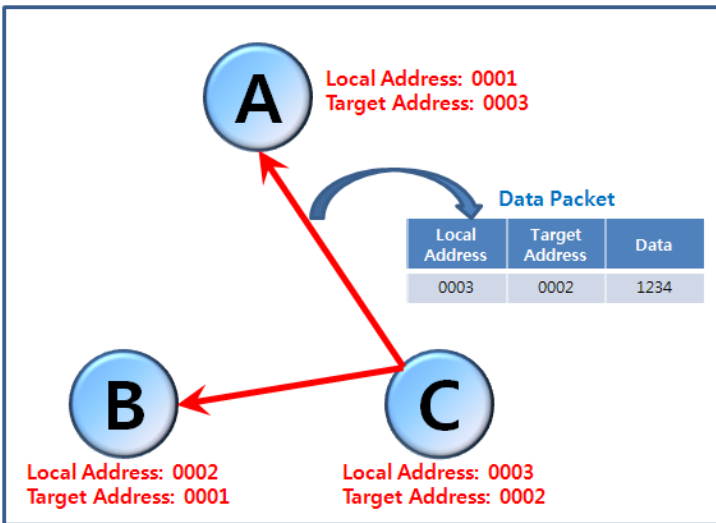 A
Local Address: 0001
Target Address: 0003
Data Packet
Local Address
Target Address
Data
0003
0002
1234
B
Local Address: 0002
Target Address: 0001
C
Local Address: 0003
Target Address: 0002